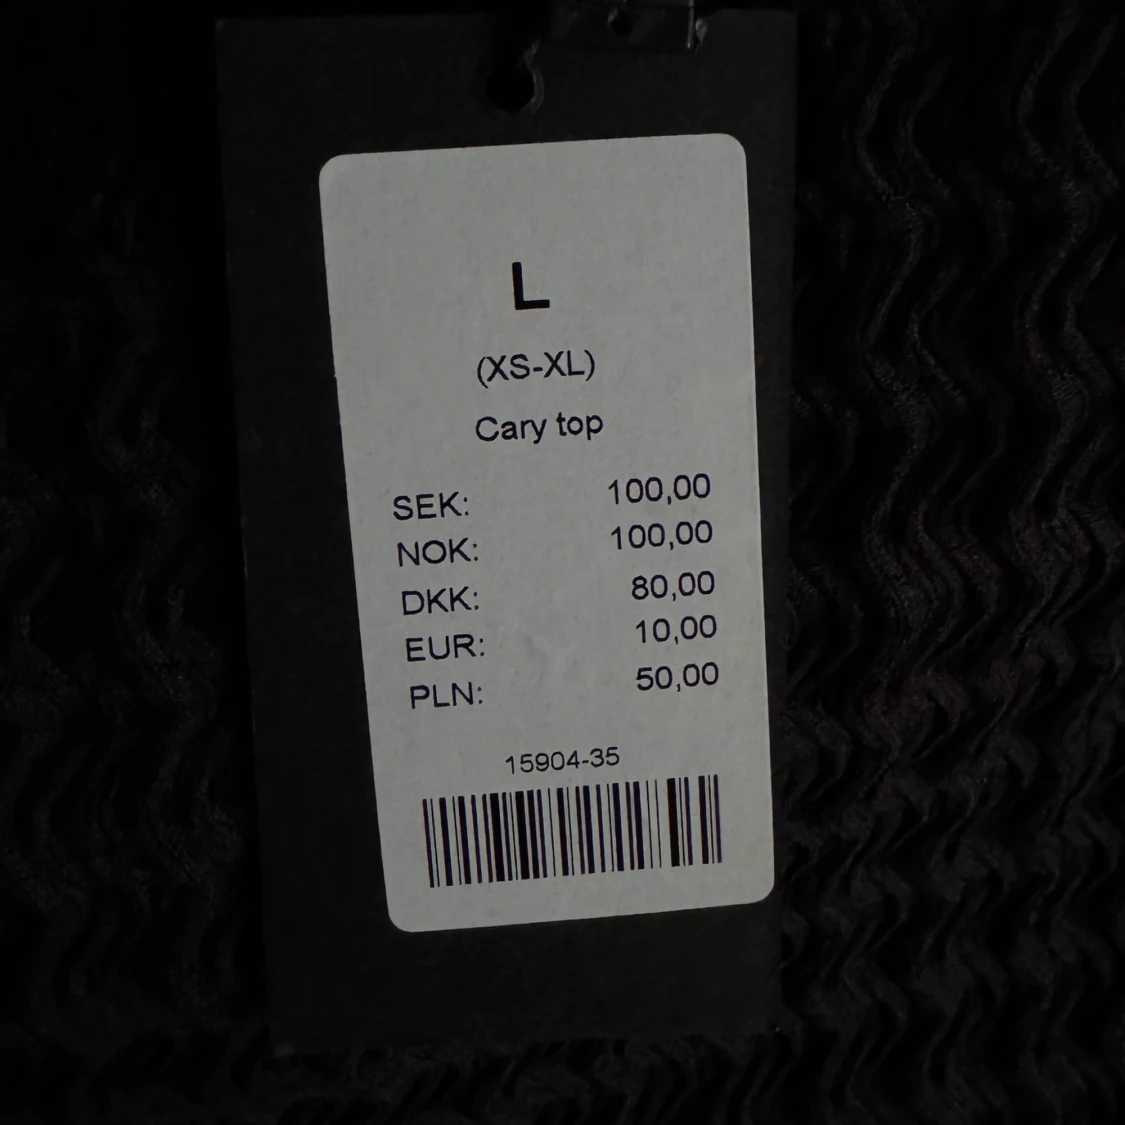 L
(XS-XL)
Cary top
SEK: 100,00
NOK: 100,00
DKK: 80,00
EUR: 10,00
PLN: 50,00
15904-35